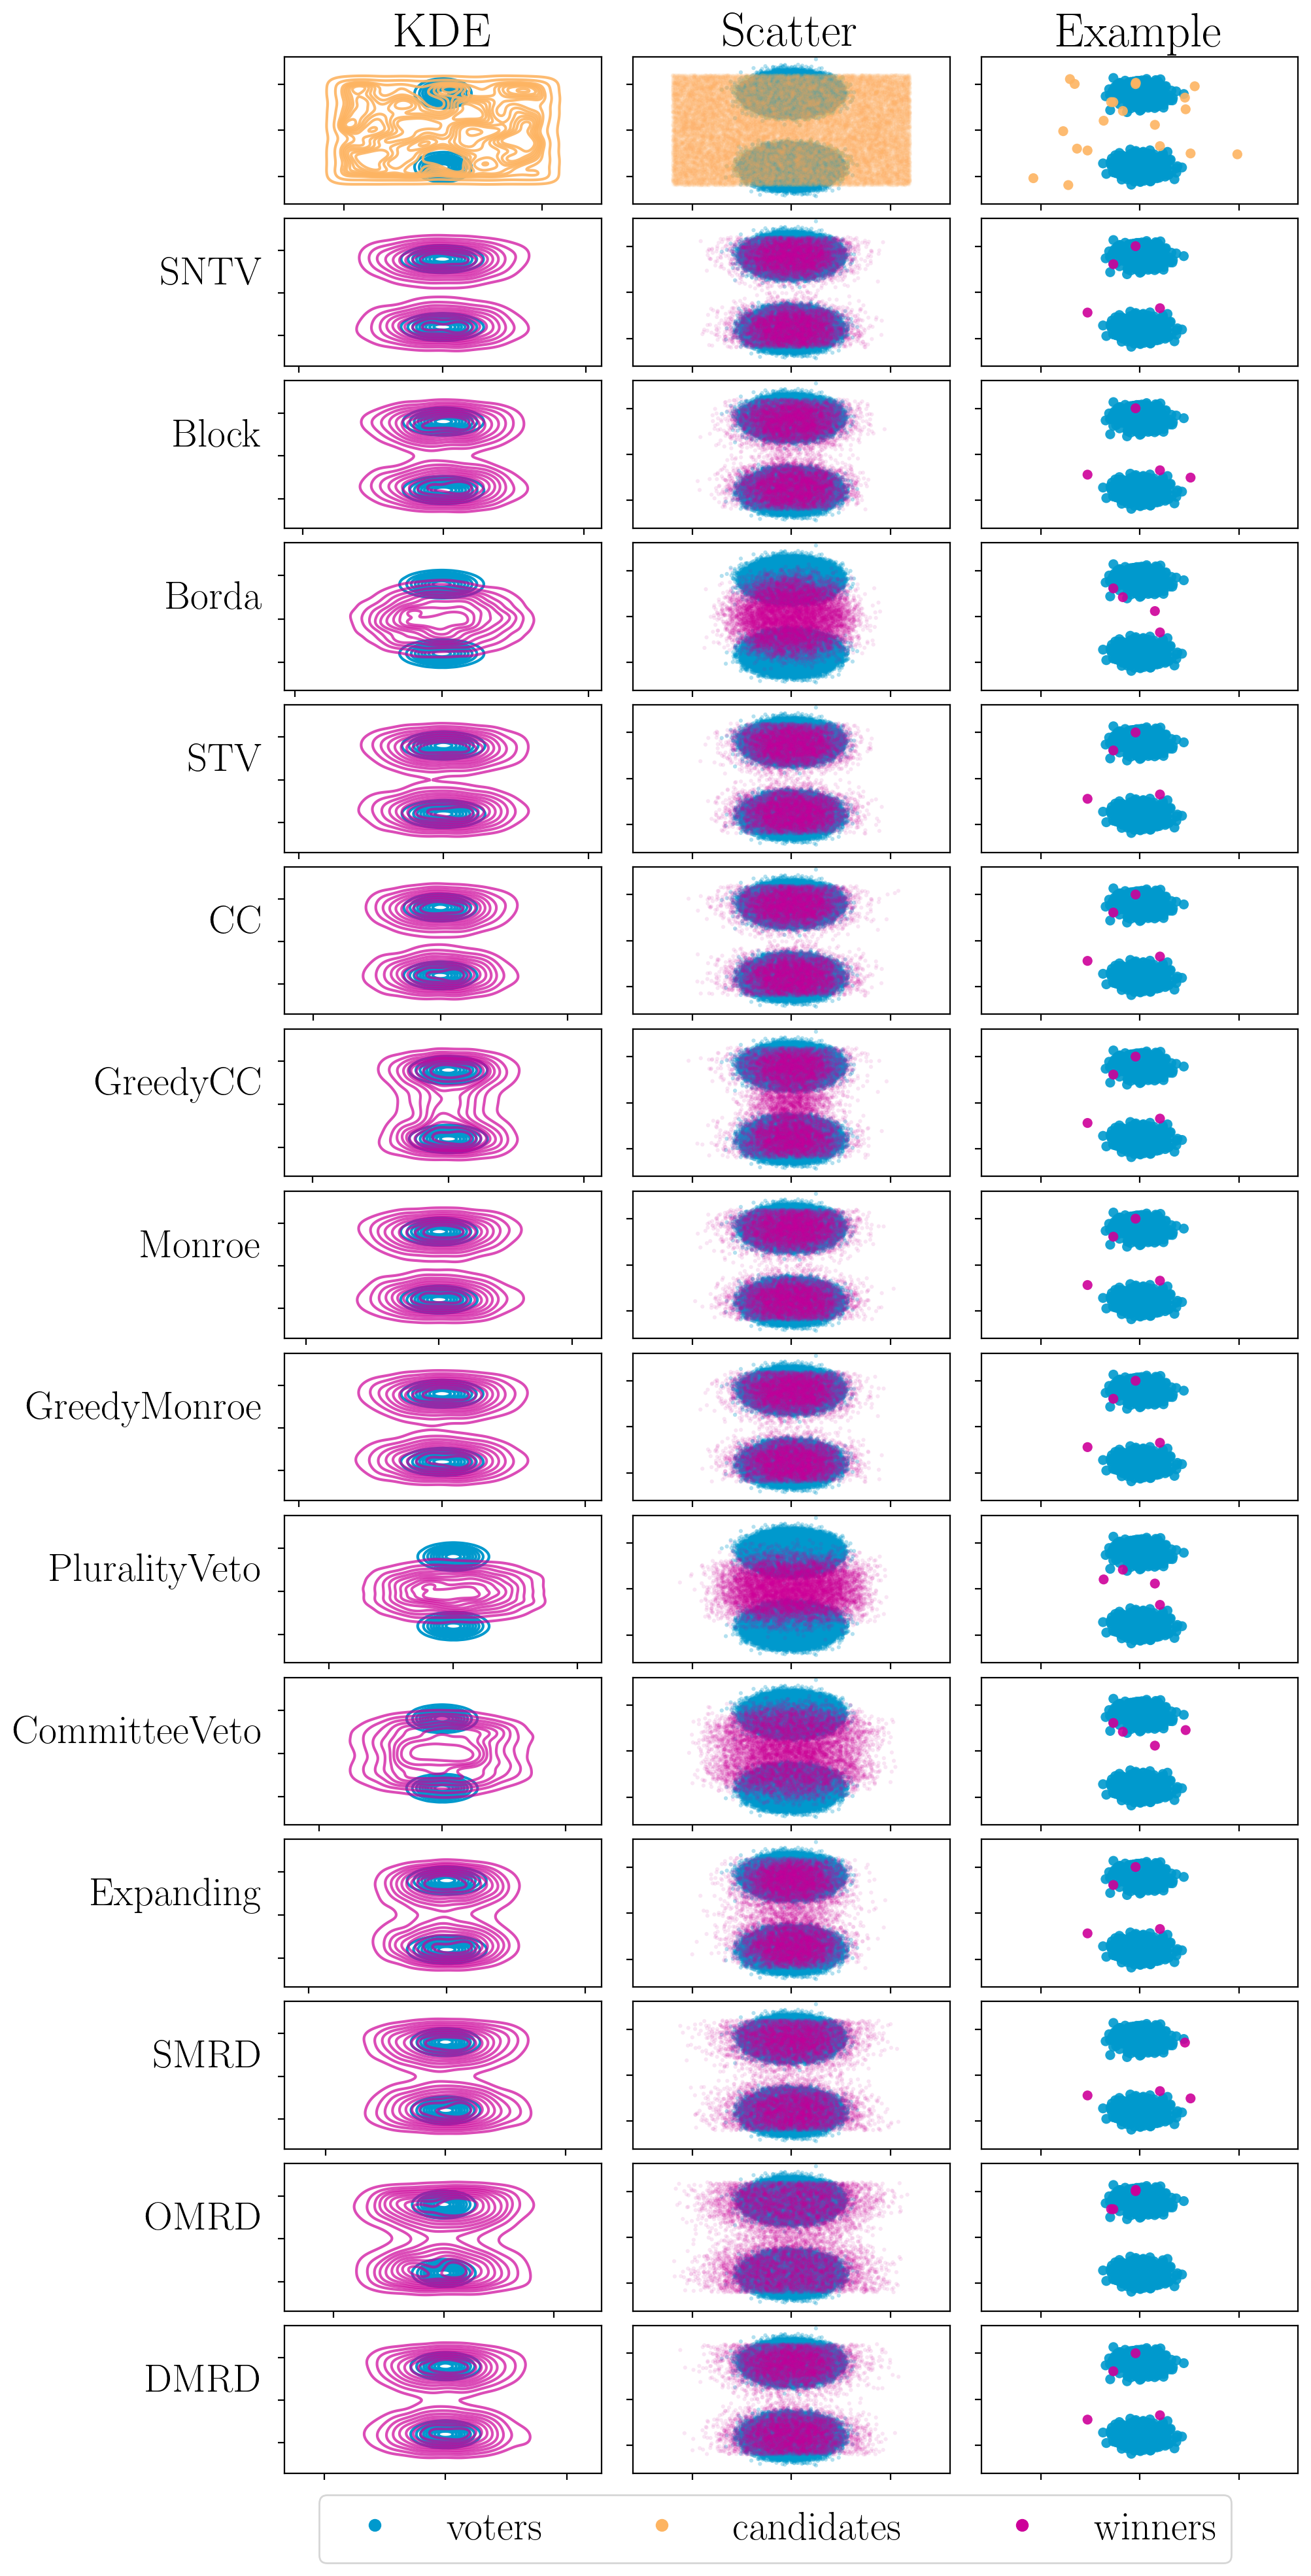 KDE Scatter Example
SNTV
Block
Borda
STV
CC
GreedyCC
Monroe
GreedyMonroe
PluralityVeto
CommitteeVeto
Expanding
SMRD
OMRD
DMRD
voters candidates winners